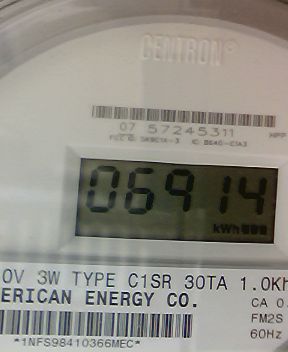 CENTRON®
07 57245311
06914
kWh
0V 3W TYPE C1SR 30TA 1.0Kh
ERICAN ENERGY CO.
CA 0.
FM2S
60Hz
*1NFS98410366MEC*